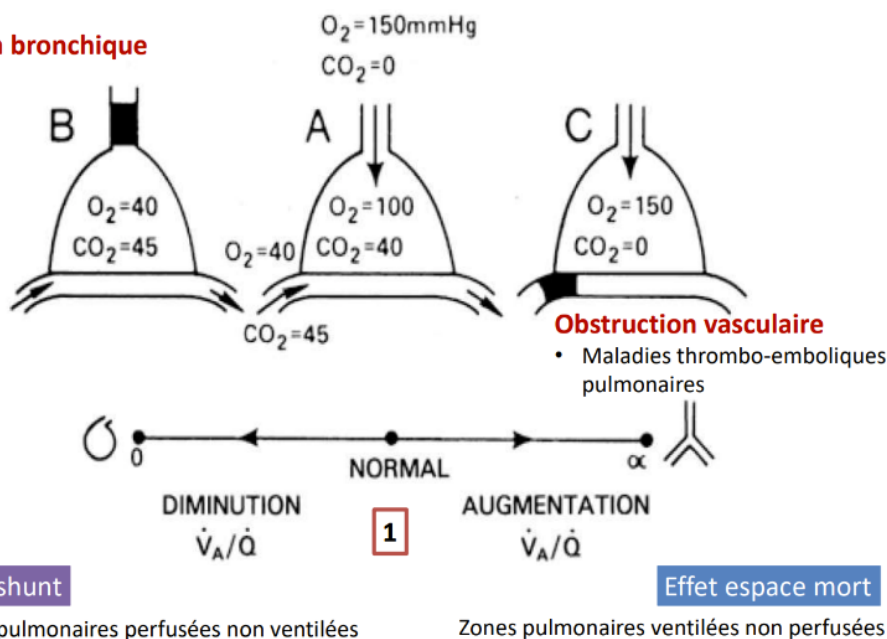 bronchique
O₂=150mmHg
CO₂=0
B
A
C
O₂=40
CO₂=45
O₂=100
CO₂=40
O₂=150
CO₂=0
O₂=40
CO₂=45
Obstruction vasculaire
• Maladies thrombo-emboliques
pulmonaires
0
NORMAL
∝
DIMINUTION
V̇A/Q̇
1
AUGMENTATION
V̇A/Q̇
shunt
Effet espace mort
pulmonaires perfusées non ventilées
Zones pulmonaires ventilées non perfusées